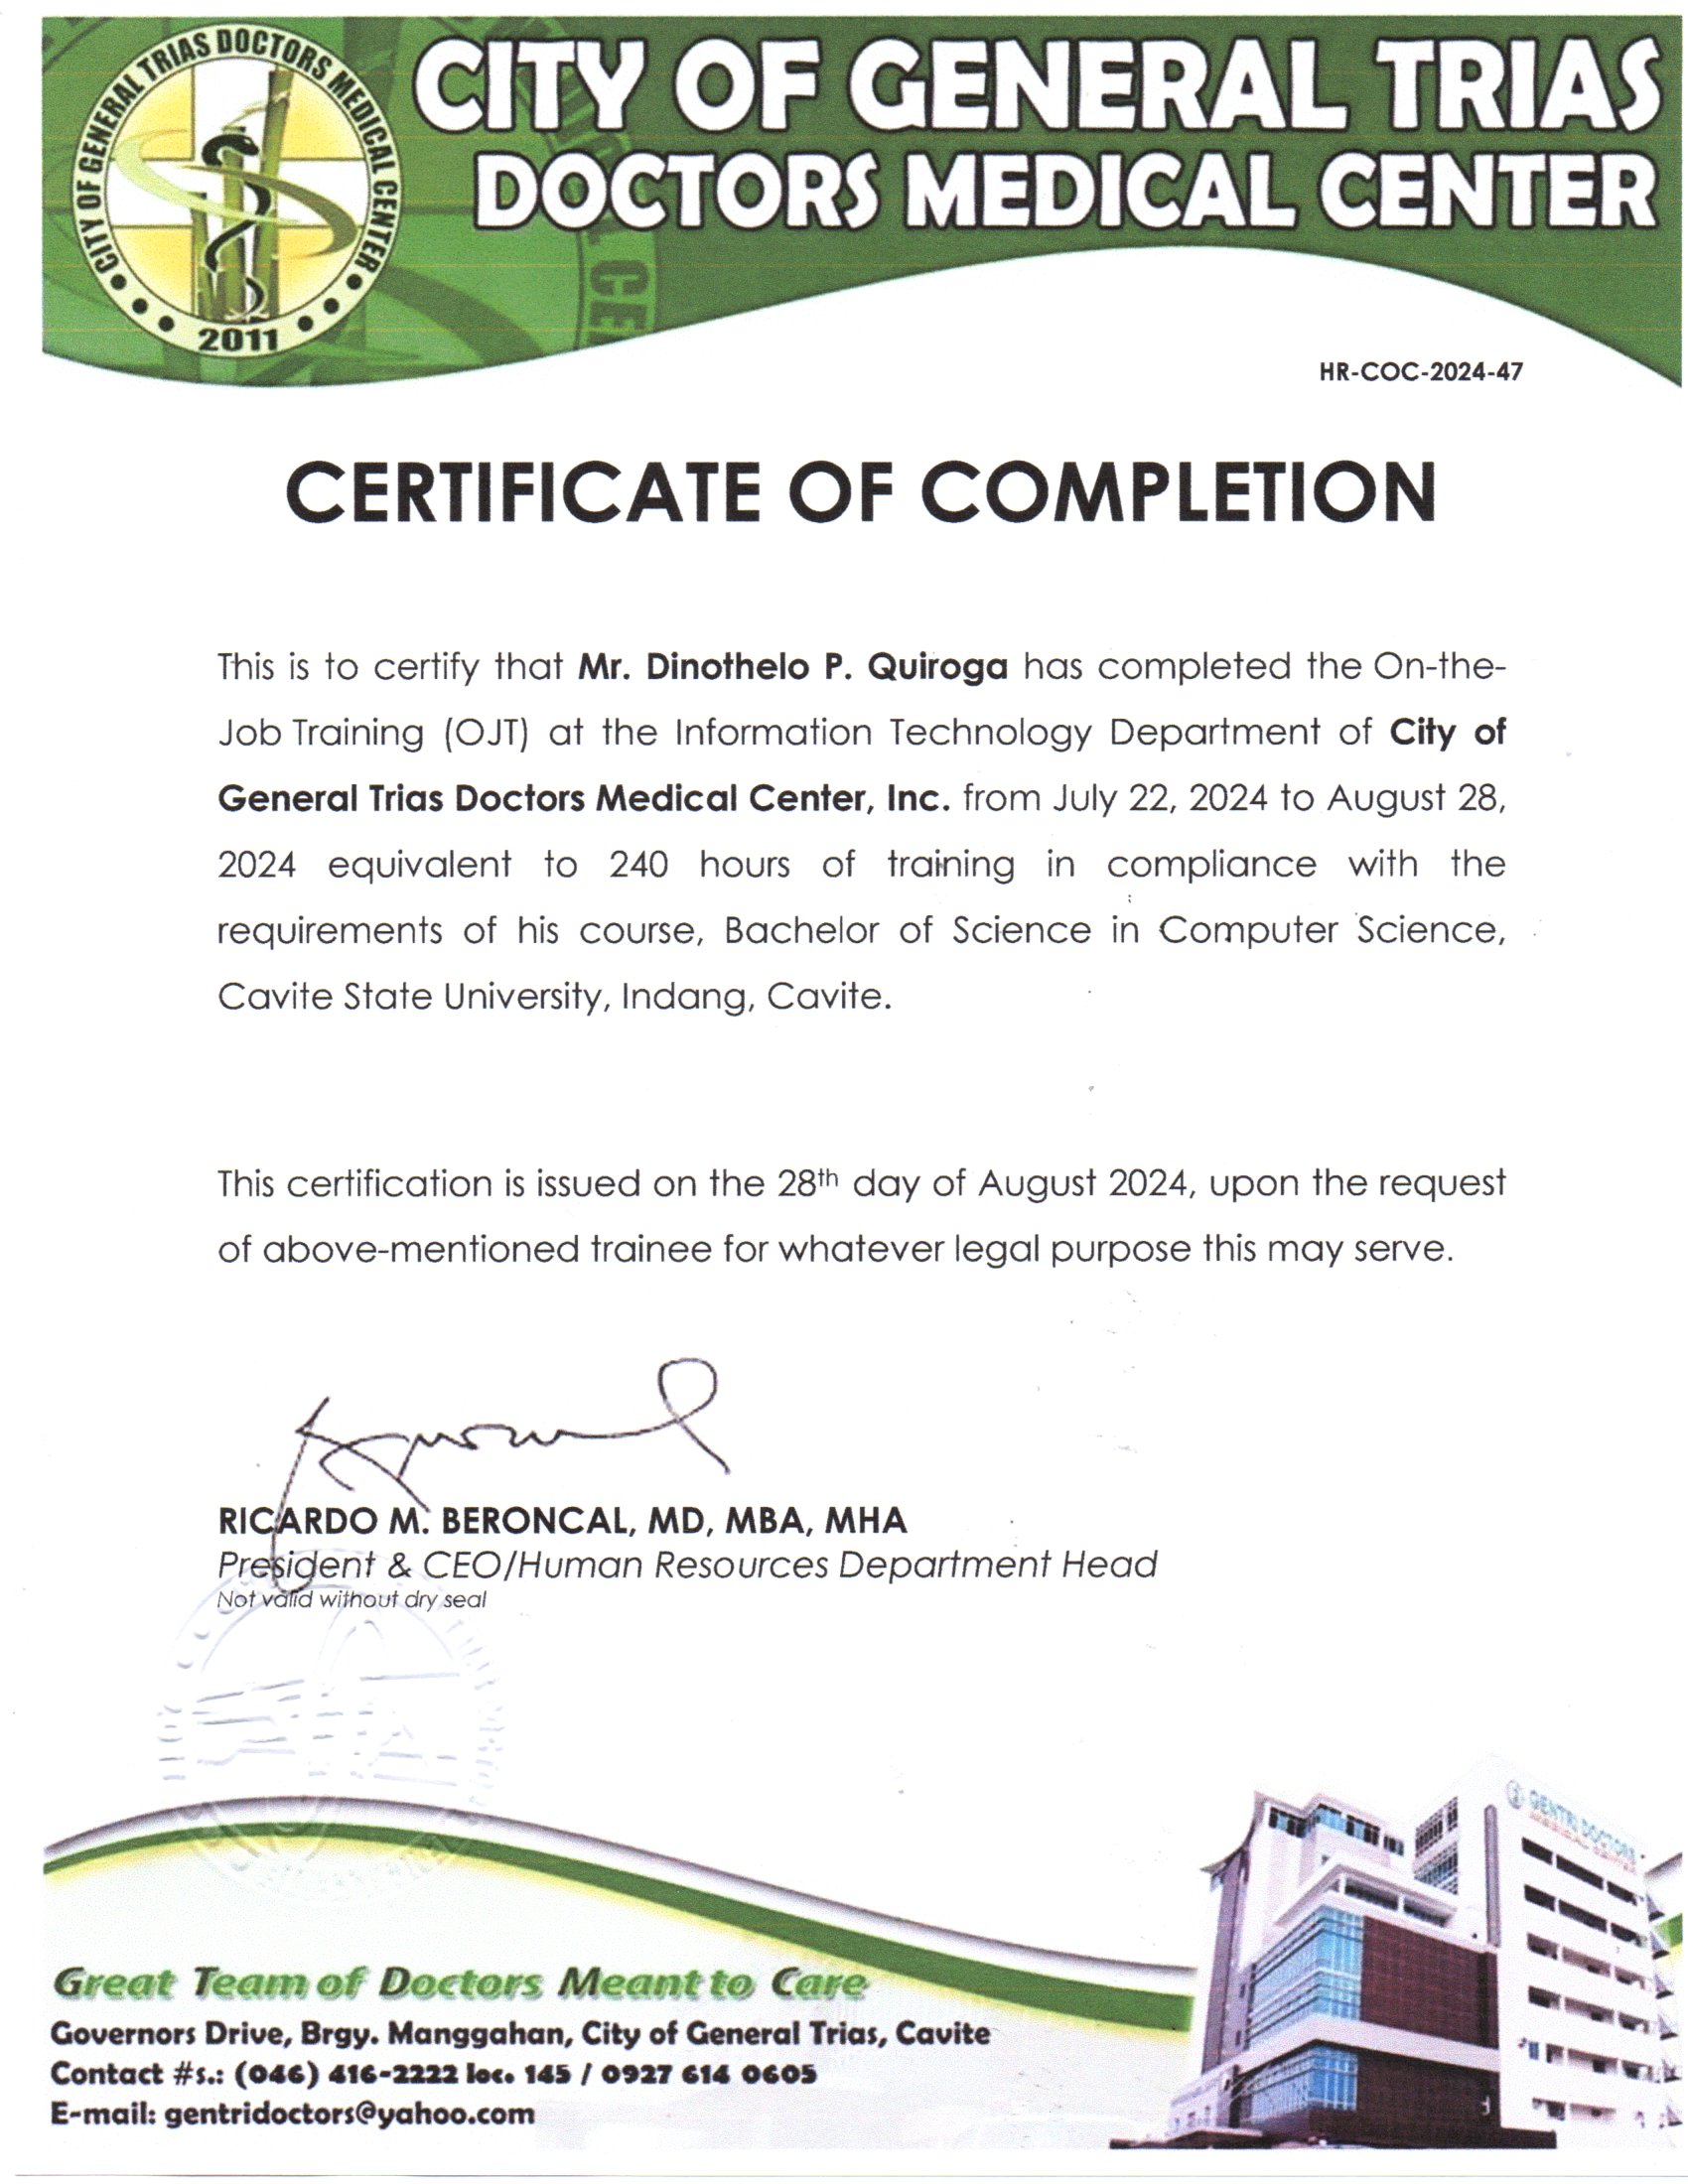 CITY OF GENERAL TRIAS DOCTORS MEDICAL CENTER
2011
CITY OF GENERAL TRIAS
DOCTORS MEDICAL CENTER
HR-COC-2024-47
CERTIFICATE OF COMPLETION
This is to certify that Mr. Dinothelo P. Quiroga has completed the On-the-
Job Training (OJT) at the Information Technology Department of City of
General Trias Doctors Medical Center, Inc. from July 22, 2024 to August 28,
2024 equivalent to 240 hours of training in compliance with the
requirements of his course, Bachelor of Science in Computer Science,
Cavite State University, Indang, Cavite.
This certification is issued on the 28th day of August 2024, upon the request
of above-mentioned trainee for whatever legal purpose this may serve.
RICARDO M. BERONCAL, MD, MBA, MHA
President & CEO/Human Resources Department Head
Not valid without dry seal
GENTRI DOCTORS
Great Team of Doctors Meant to Care
Governors Drive, Brgy. Manggahan, City of General Trias, Cavite
Contact #s.: (046) 416-2222 loc. 145 / 0927 614 0605
E-mail: gentridoctors@yahoo.com